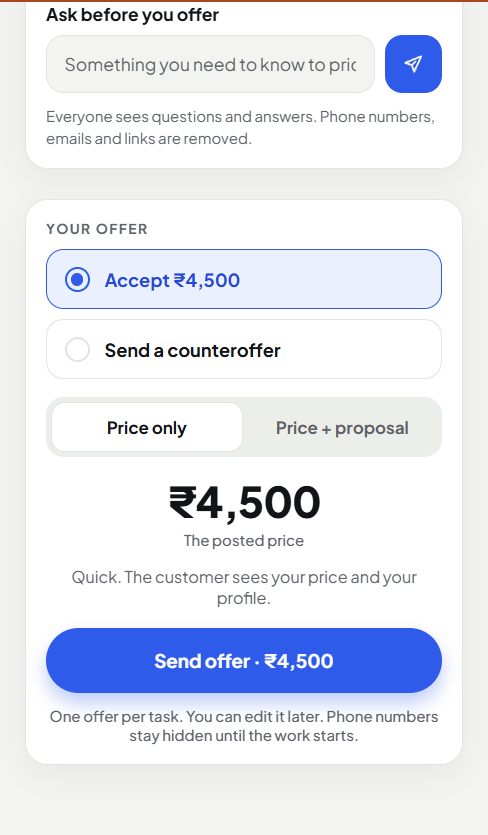 Ask before you offer
Something you need to know to pric
Everyone sees questions and answers. Phone numbers,
emails and links are removed.
YOUR OFFER
Accept ₹4,500
Send a counteroffer
Price only
Price + proposal
₹4,500
The posted price
Quick. The customer sees your price and your
profile.
Send offer · ₹4,500
One offer per task. You can edit it later. Phone numbers
stay hidden until the work starts.